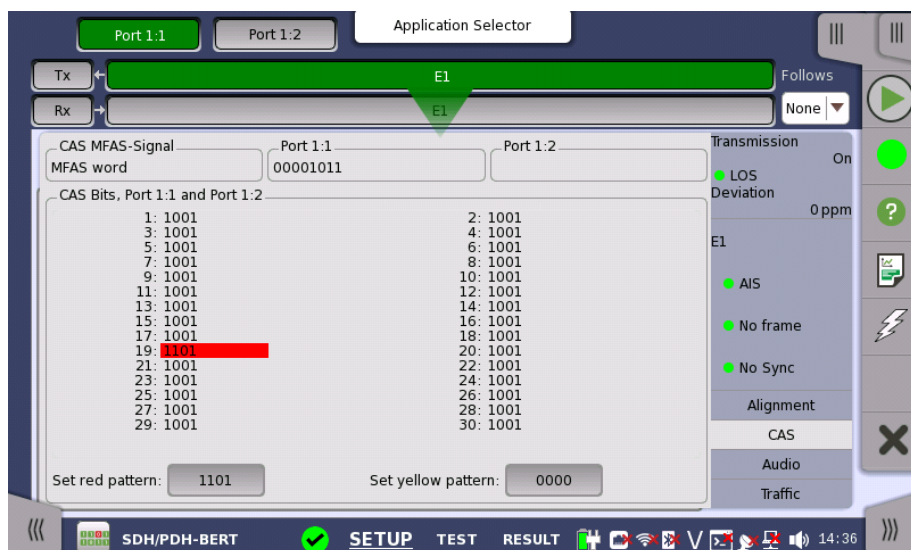 Port 1:1
Port 1:2
Application Selector
Tx
E1
Follows
Rx
E1
None
CAS MFAS-Signal
Port 1:1
Port 1:2
MFAS word
00001011
CAS Bits, Port 1:1 and Port 1:2
1: 1001 2: 1001
3: 1001 4: 1001
5: 1001 6: 1001
7: 1001 8: 1001
9: 1001 10: 1001
11: 1001 12: 1001
13: 1001 14: 1001
15: 1001 16: 1001
17: 1001 18: 1001
19: 1101 20: 1001
21: 1001 22: 1001
23: 1001 24: 1001
25: 1001 26: 1001
27: 1001 28: 1001
29: 1001 30: 1001
Set red pattern: 1101
Set yellow pattern: 0000
Transmission
On
LOS
Deviation
0 ppm
E1
AIS
No frame
No Sync
Alignment
CAS
Audio
Traffic
SDH/PDH-BERT
SETUP
TEST
RESULT
14:36